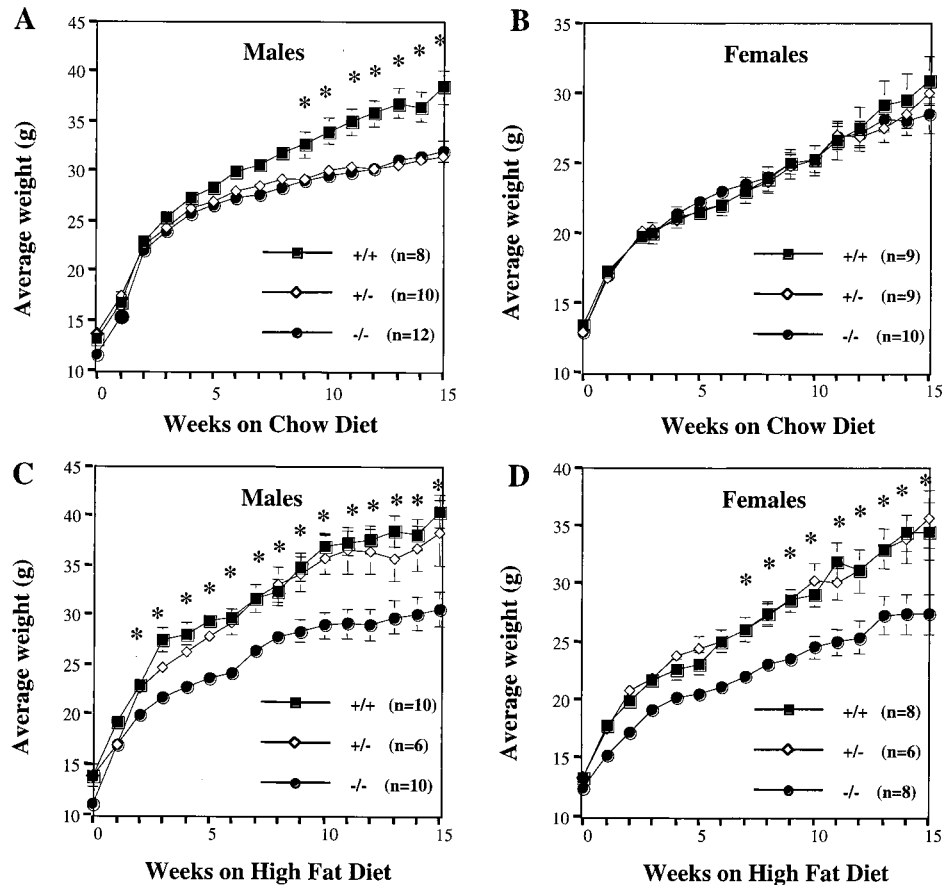 A
Males
45
40
35
30
25
20
15
10
Average weight (g)
* * * * * * *
+/+ (n=8)
+/- (n=10)
-/- (n=12)
0 5 10 15
Weeks on Chow Diet
B
Females
35
30
25
20
15
10
Average weight (g)
+/+ (n=9)
+/- (n=9)
-/- (n=10)
0 5 10 15
Weeks on Chow Diet
C
Males
45
40
35
30
25
20
15
10
Average weight (g)
* * * * * * * * * * * * * *
+/+ (n=10)
+/- (n=6)
-/- (n=10)
0 5 10 15
Weeks on High Fat Diet
D
Females
40
35
30
25
20
15
10
Average weight (g)
* * * * * * * * *
+/+ (n=8)
+/- (n=6)
-/- (n=8)
0 5 10 15
Weeks on High Fat Diet